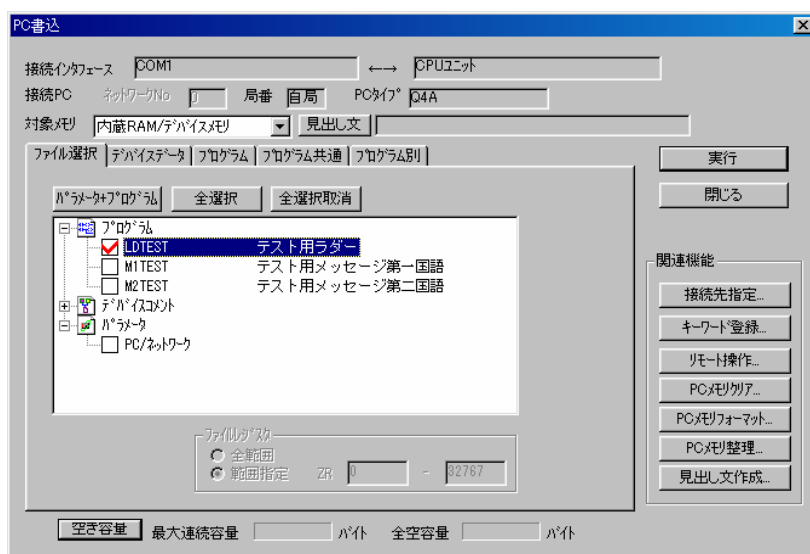 PC書込
接続ｲﾝﾀﾌｪｰｽ COM1 ←→ CPUﾕﾆｯﾄ
接続PC ﾈｯﾄﾜｰｸNo 0 局番 自局 PCﾀｲﾌﾟ Q4A
対象ﾒﾓﾘ 内蔵RAM/ﾃﾞﾊﾞｲｽﾒﾓﾘ 見出し文
ファイル選択 ﾃﾞﾊﾞｲｽﾃﾞｰﾀ ﾌﾟﾛｸﾞﾗﾑ ﾌﾟﾛｸﾞﾗﾑ共通 ﾌﾟﾛｸﾞﾗﾑ別
ﾊﾟﾗﾒｰﾀ+ﾌﾟﾛｸﾞﾗﾑ 全選択 全選択取消
ﾌﾟﾛｸﾞﾗﾑ
LDTEST テスト用ラダー
M1TEST テスト用メッセージ第一国語
M2TEST テスト用メッセージ第二国語
ﾃﾞﾊﾞｲｽｺﾒﾝﾄ
ﾊﾟﾗﾒｰﾀ
PC/ﾈｯﾄﾜｰｸ
ﾌｧｲﾙﾚｼﾞｽﾀ
全範囲
範囲指定 ZR 0 - 32767
空き容量 最大連続容量 ﾊﾞｲﾄ 全空容量 ﾊﾞｲﾄ
実行
閉じる
関連機能
接続先指定...
ｷｰﾜｰﾄﾞ登録...
ﾘﾓｰﾄ操作...
PCﾒﾓﾘｸﾘｱ...
PCﾒﾓﾘﾌｫｰﾏｯﾄ...
PCﾒﾓﾘ整理...
見出し文作成...